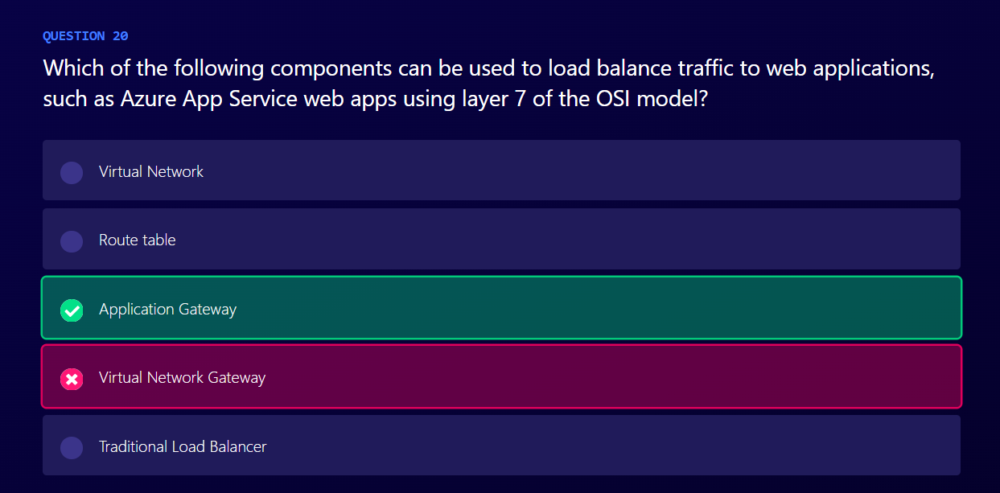 QUESTION 20
Which of the following components can be used to load balance traffic to web applications,
such as Azure App Service web apps using layer 7 of the OSI model?
Virtual Network
Route table
Application Gateway
Virtual Network Gateway
Traditional Load Balancer